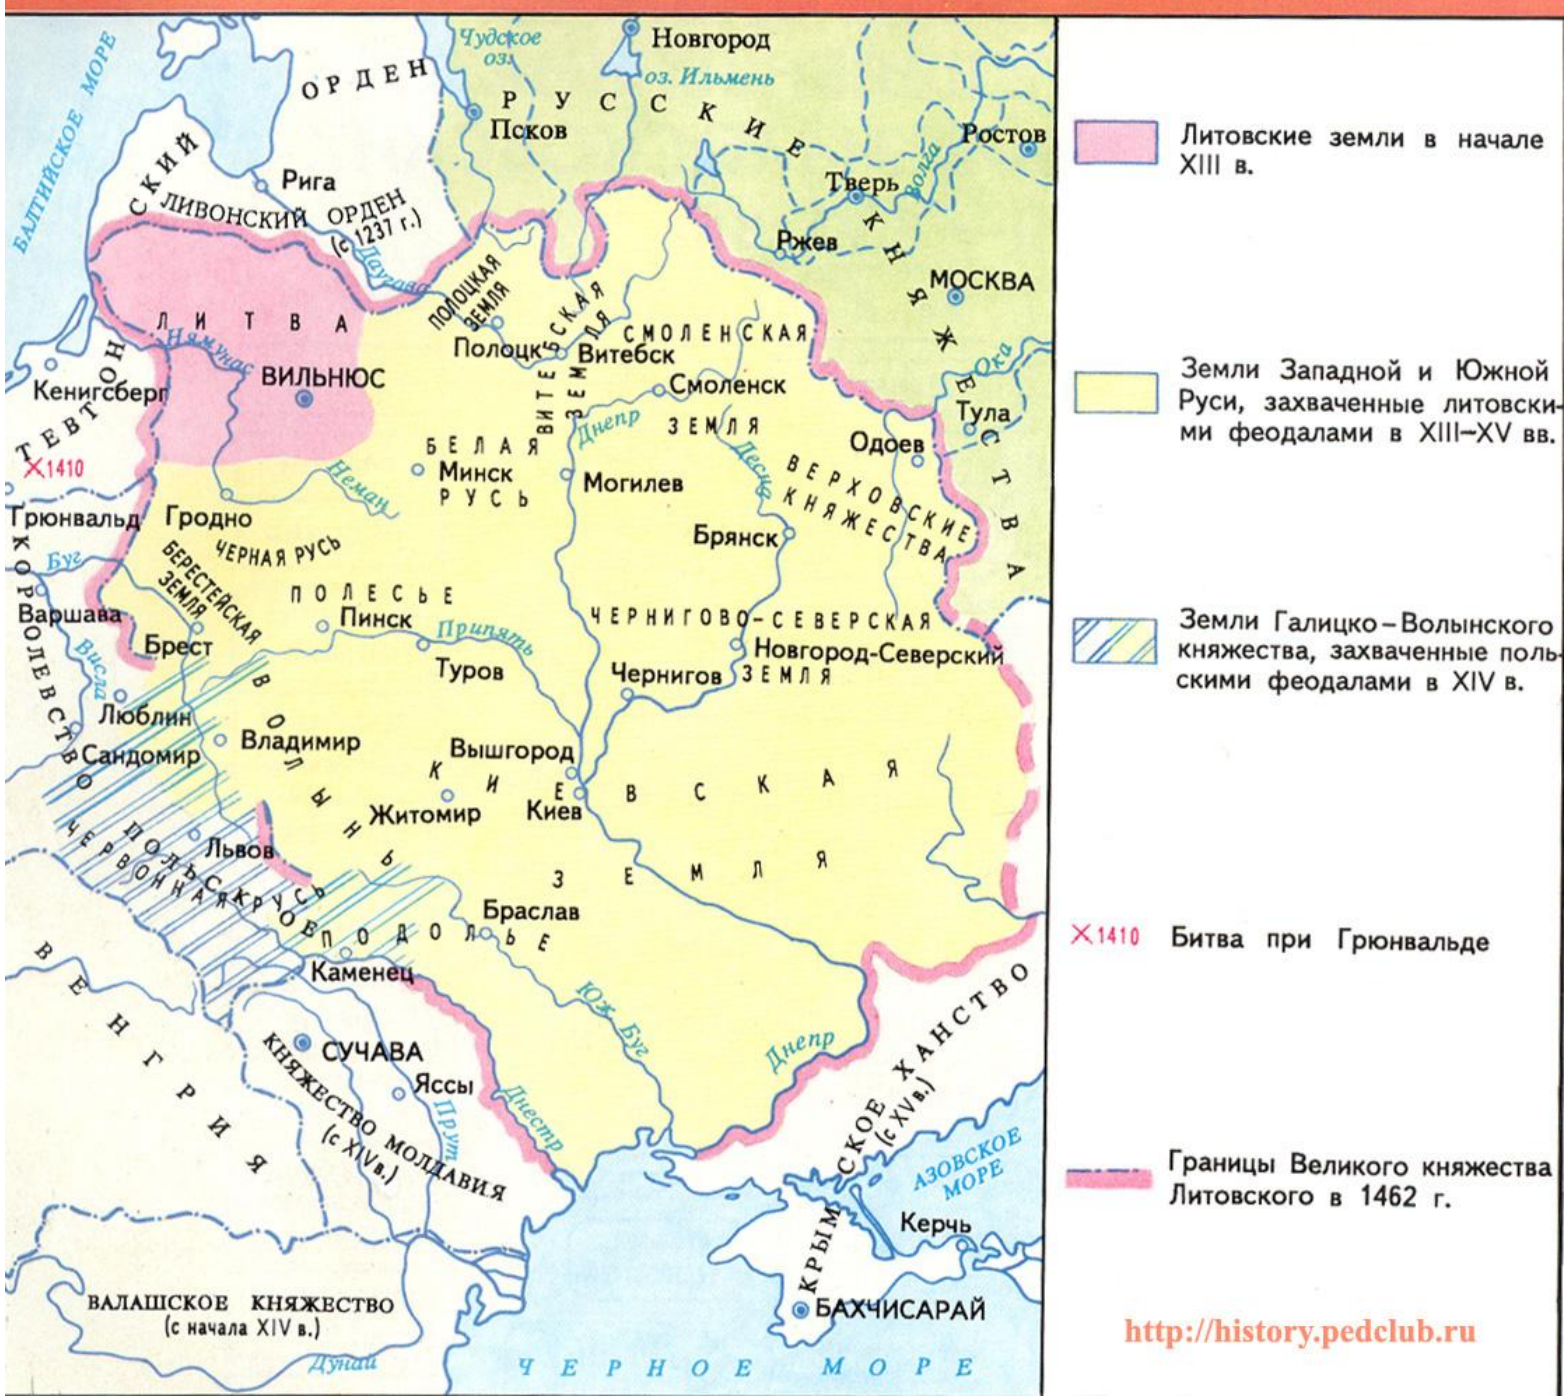 БАЛТИЙСКОЕ МОРЕ
Чудское
оз.
Новгород
оз. Ильмень
ОРДЕН
РУССКИЕ
КНЯЖЕСТВА
Псков
Ростов
Волга
Тверь
Ржев
МОСКВА
СКИЙ
Рига
ЛИВОНСКИЙ ОРДЕН
(с 1237 г.)
Даугава
ПОЛОЦКАЯ
ЗЕМЛЯ
ЛИТВА
Нямунас
ВИЛЬНЮС
Полоцк
Витебск
ВИТЕБСКАЯ
ЗЕМЛЯ
СМОЛЕНСКАЯ
ЗЕМЛЯ
Смоленск
Днепр
Ока
Тула
Одоев
Кенигсберг
ТЕВТОН
×1410
Грюнвальд
БЕЛАЯ
РУСЬ
Минск
Неман
Могилев
Десна
ВЕРХОВСКИЕ
КНЯЖЕСТВА
Брянск
Гродно
ЧЕРНАЯ РУСЬ
БЕРЕСТЕЙСКАЯ
ЗЕМЛЯ
Буг
Варшава
КОРОЛЕВСТВО
ПОЛЬСКОЕ
Висла
Брест
ПОЛЕСЬЕ
Пинск
Припять
Туров
ЧЕРНИГОВО-СЕВЕРСКАЯ
ЗЕМЛЯ
Новгород-Северский
Чернигов
Люблин
Сандомир
Владимир
ВОЛЫНЬ
Вышгород
Житомир
Киев
КИЕВСКАЯ
ЗЕМЛЯ
Львов
ЧЕРВОННАЯ РУСЬ
Браслав
ПОДОЛЬЕ
Каменец
ВЕНГРИЯ
СУЧАВА
Яссы
КНЯЖЕСТВО МОЛДАВИЯ
(с XIV в.)
Прут
Днестр
Юж. Буг
Днепр
КРЫМСКОЕ ХАНСТВО
(с XV в.)
АЗОВСКОЕ
МОРЕ
Керчь
БАХЧИСАРАЙ
ВАЛАШСКОЕ КНЯЖЕСТВО
(с начала XIV в.)
Дунай
ЧЕРНОЕ МОРЕ
Литовские земли в начале
XIII в.
Земли Западной и Южной
Руси, захваченные литовски-
ми феодалами в XIII–XV вв.
Земли Галицко–Волынского
княжества, захваченные поль-
скими феодалами в XIV в.
×1410 Битва при Грюнвальде
Границы Великого княжества
Литовского в 1462 г.
http://history.pedclub.ru